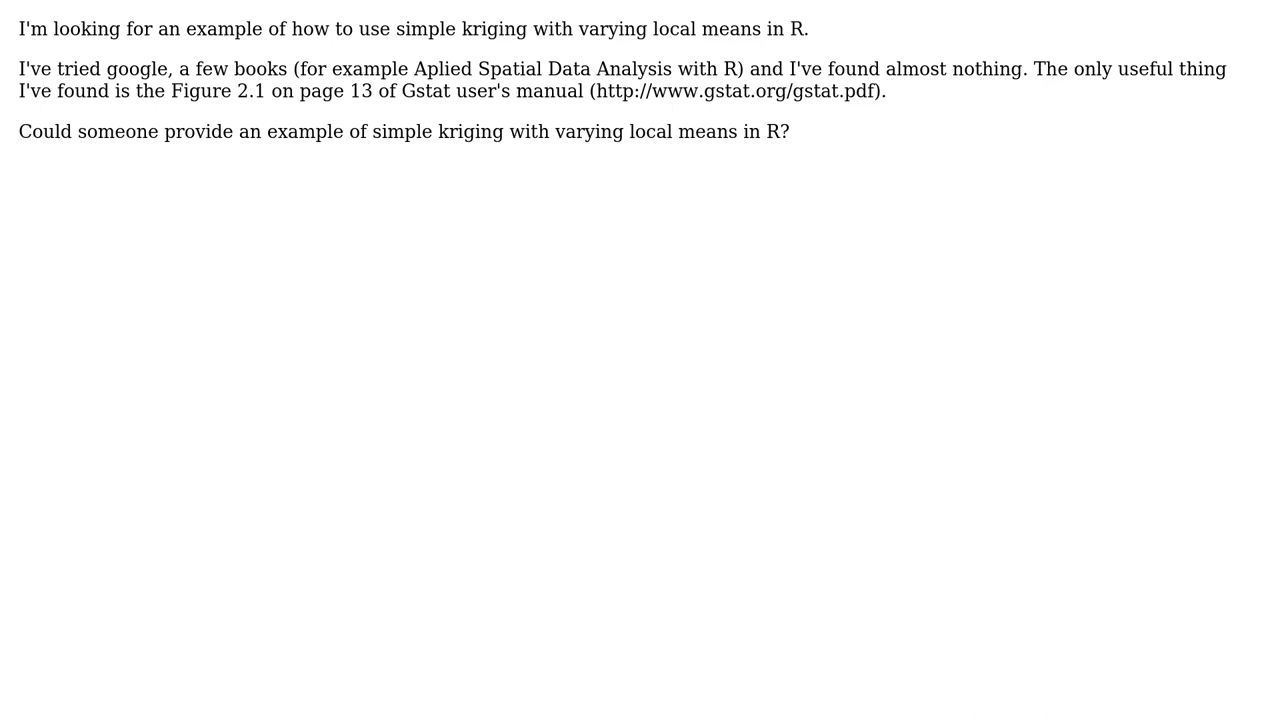 I'm looking for an example of how to use simple kriging with varying local means in R.
I've tried google, a few books (for example Aplied Spatial Data Analysis with R) and I've found almost nothing. The only useful thing
I've found is the Figure 2.1 on page 13 of Gstat user's manual (http://www.gstat.org/gstat.pdf).
Could someone provide an example of simple kriging with varying local means in R?